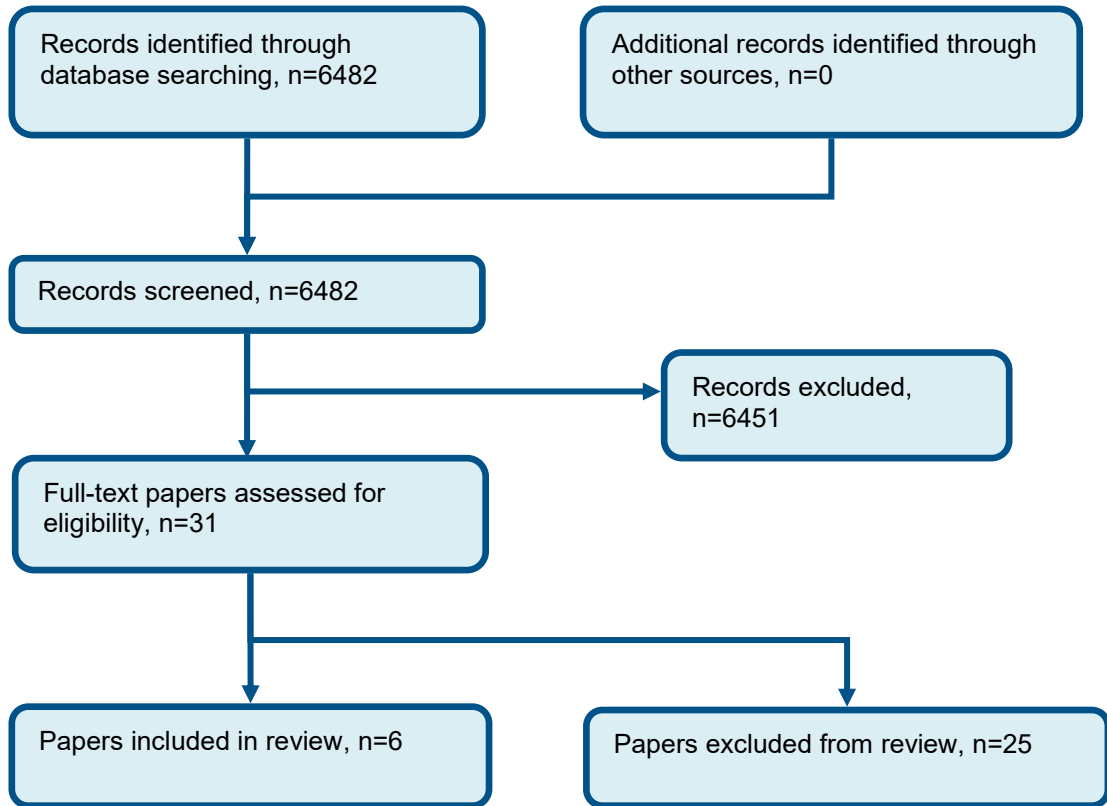 Records identified through
database searching, n=6482
Additional records identified through
other sources, n=0
Records screened, n=6482
Records excluded,
n=6451
Full-text papers assessed for
eligibility, n=31
Papers included in review, n=6
Papers excluded from review, n=25